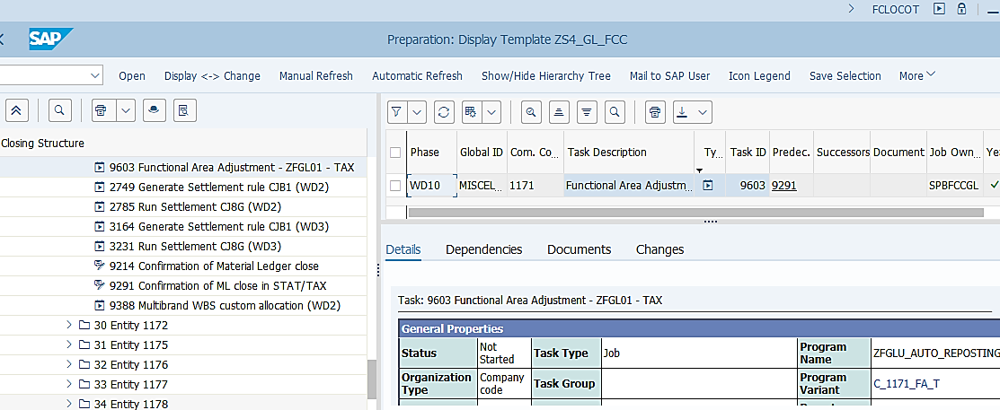 FCLOCOT
SAP
Preparation: Display Template ZS4_GL_FCC
Open Display <-> Change Manual Refresh Automatic Refresh Show/Hide Hierarchy Tree Mail to SAP User Icon Legend Save Selection More
Closing Structure
9603 Functional Area Adjustment - ZFGL01 - TAX
2749 Generate Settlement rule CJB1 (WD2)
2785 Run Settlement CJ8G (WD2)
3164 Generate Settlement rule CJB1 (WD3)
3231 Run Settlement CJ8G (WD3)
9214 Confirmation of Material Ledger close
9291 Confirmation of ML close in STAT/TAX
9388 Multibrand WBS custom allocation (WD2)
30 Entity 1172
31 Entity 1175
32 Entity 1176
33 Entity 1177
34 Entity 1178
Phase Global ID Com. Co... Task Description Ty... Task ID Predec. Successors Document Job Own... Ye
WD10 MISCEL... 1171 Functional Area Adjustm... 9603 9291 SPBFCCGL
Details Dependencies Documents Changes
Task: 9603 Functional Area Adjustment - ZFGL01 - TAX
General Properties
Status Not Started Task Type Job Program Name ZFGLU_AUTO_REPOSTING
Organization Type Company code Task Group Program Variant C_1171_FA_T